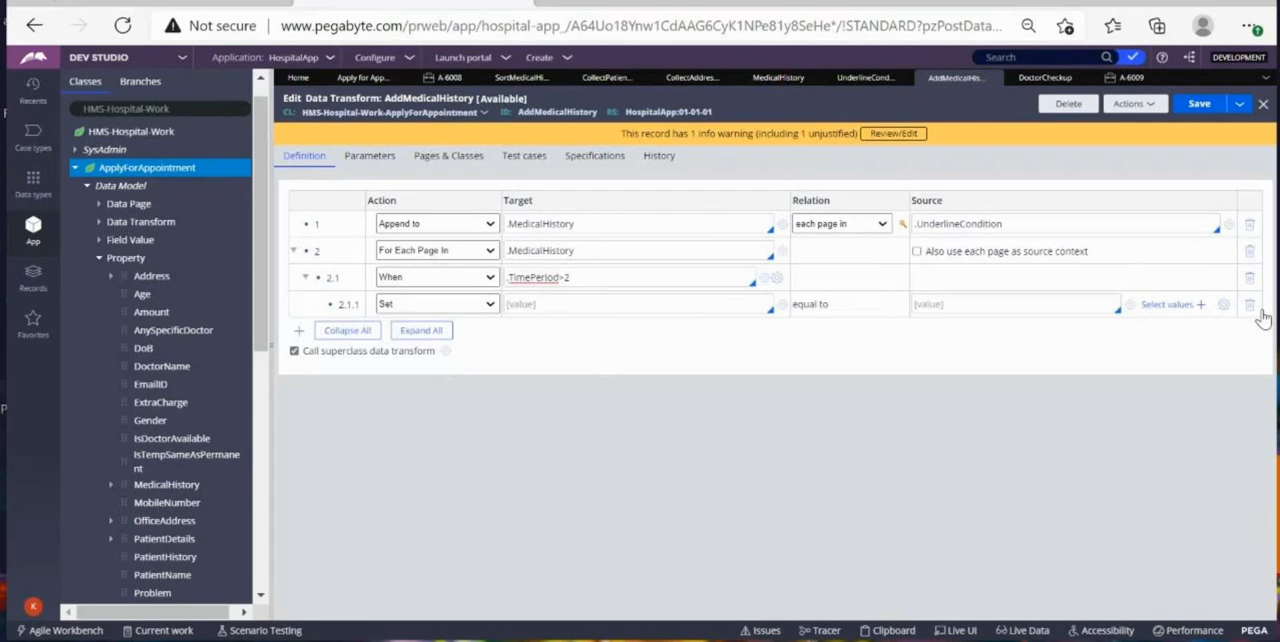 Not secure
www.pegabyte.com/prweb/app/hospital-app_/A64Uo18Ynw1CdAAG6CyK1NPe81y8SeHe*/!STANDARD?pzPostData...
DEV STUDIO
Application: HospitalApp
Configure
Launch portal
Create
Search
DEVELOPMENT
Recents
Case types
Data types
App
Records
Favorites
Classes
Branches
HMS-Hospital-Work
HMS-Hospital-Work
SysAdmin
ApplyForAppointment
Data Model
Data Page
Data Transform
Field Value
Property
Address
Age
Amount
AnySpecificDoctor
DoB
DoctorName
EmailID
ExtraCharge
Gender
IsDoctorAvailable
IsTempSameAsPermane
nt
MedicalHistory
MobileNumber
OfficeAddress
PatientDetails
PatientHistory
PatientName
Problem
Home
Apply for App...
A-6008
SortMedicalHi...
CollectPatien...
CollectAddres...
MedicalHistory
UnderlineCond...
AddMedicalHis...
DoctorCheckup
A-6009
Edit Data Transform: AddMedicalHistory [Available]
CL: HMS-Hospital-Work-ApplyForAppointment ID: AddMedicalHistory RS: HospitalApp:01-01-01
Delete
Actions
Save
This record has 1 info warning (including 1 unjustified) Review/Edit
Definition
Parameters
Pages & Classes
Test cases
Specifications
History
Action Target Relation Source
1 Append to .MedicalHistory each page in .UnderlineCondition
2 For Each Page In .MedicalHistory Also use each page as source context
2.1 When .TimePeriod>2
2.1.1 Set [value] equal to [value] Select values +
+ Collapse All Expand All
Call superclass data transform
K
Agile Workbench
Current work
Scenario Testing
Issues
Tracer
Clipboard
Live UI
Live Data
Accessibility
Performance
PEGA